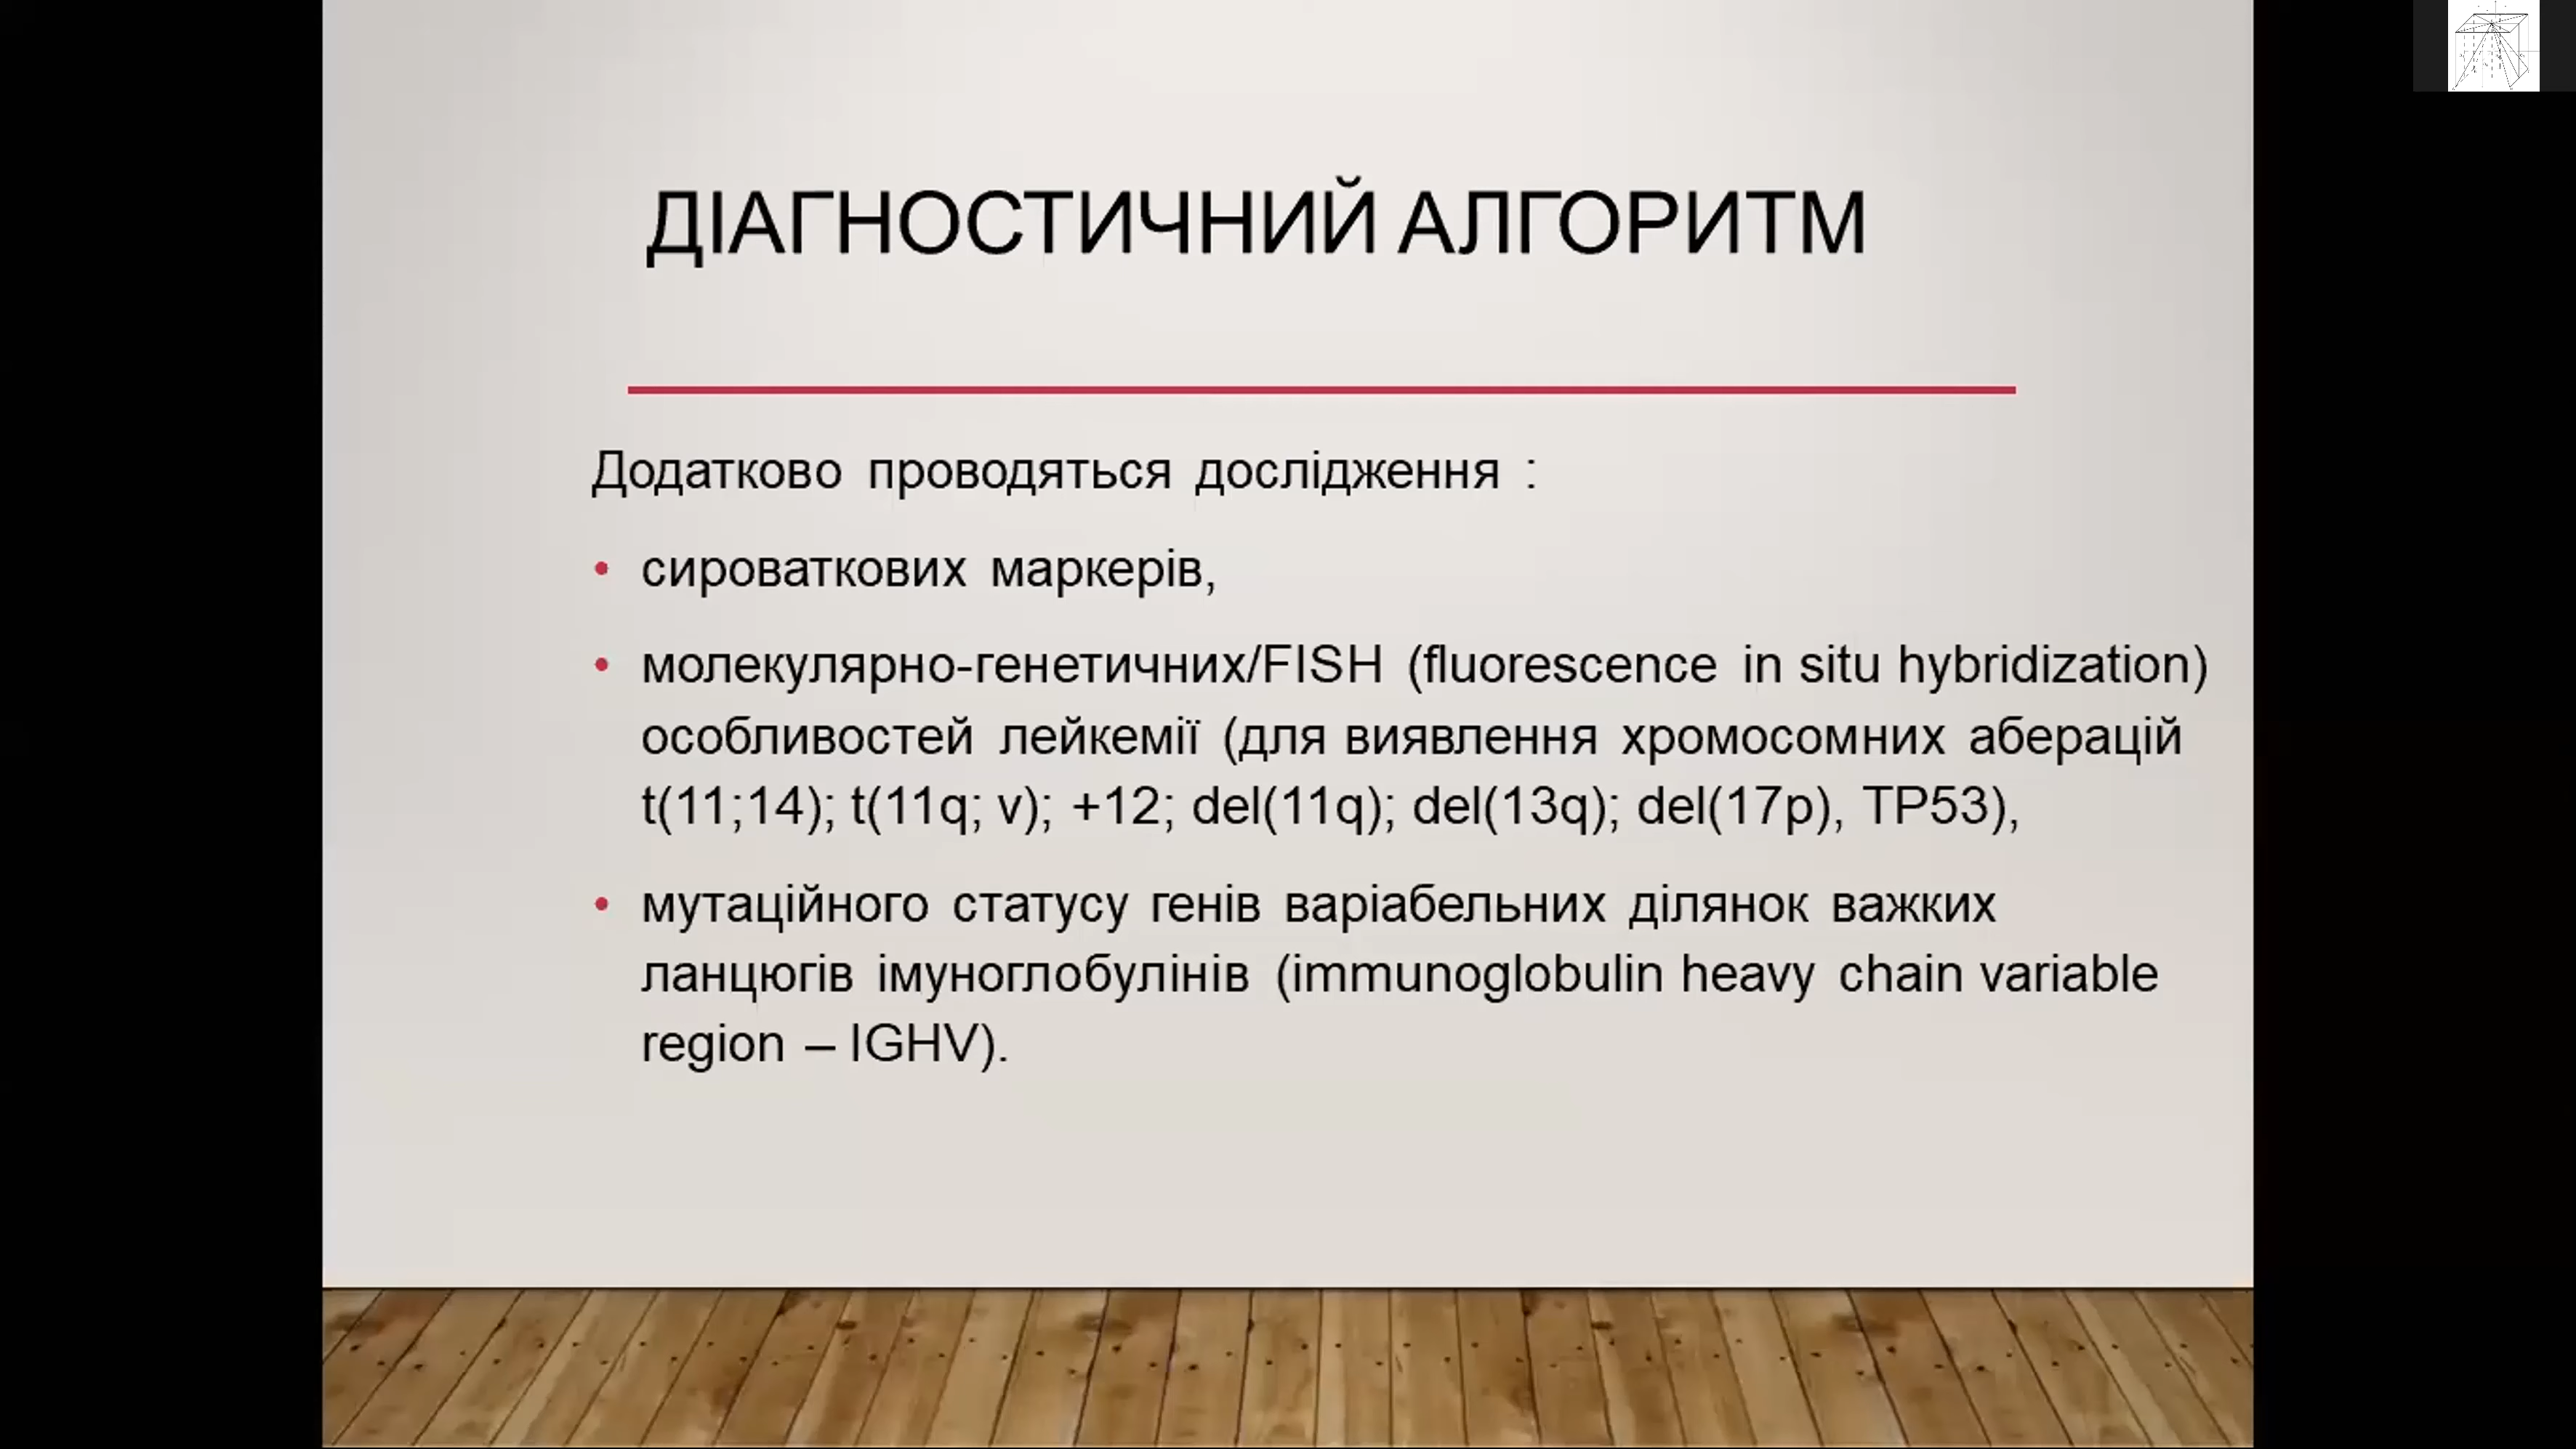 ДІАГНОСТИЧНИЙ АЛГОРИТМ
Додатково проводяться дослідження :
• сироваткових маркерів,
• молекулярно-генетичних/FISH (fluorescence in situ hybridization)
особливостей лейкемії (для виявлення хромосомних аберацій
t(11;14); t(11q; v); +12; del(11q); del(13q); del(17p), TP53),
• мутаційного статусу генів варіабельних ділянок важких
ланцюгів імуноглобулінів (immunoglobulin heavy chain variable
region – IGHV).